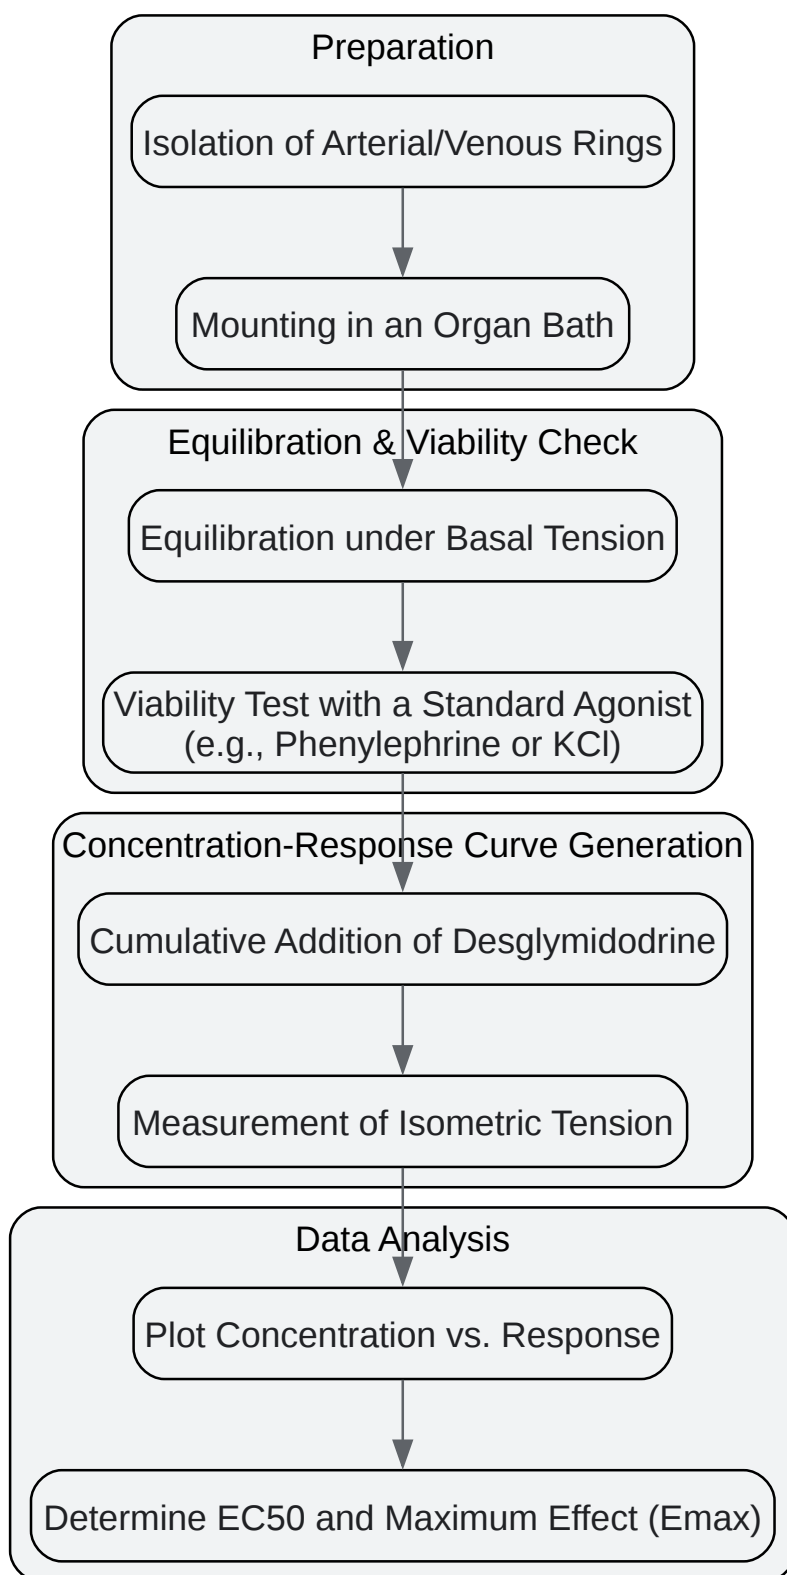 Preparation
Isolation of Arterial/Venous Rings
Mounting in an Organ Bath
Equilibration & Viability Check
Equilibration under Basal Tension
Viability Test with a Standard Agonist
(e.g., Phenylephrine or KCl)
Concentration-Response Curve Generation
Cumulative Addition of Desglymidodrine
Measurement of Isometric Tension
Data Analysis
Plot Concentration vs. Response
Determine EC50 and Maximum Effect (Emax)